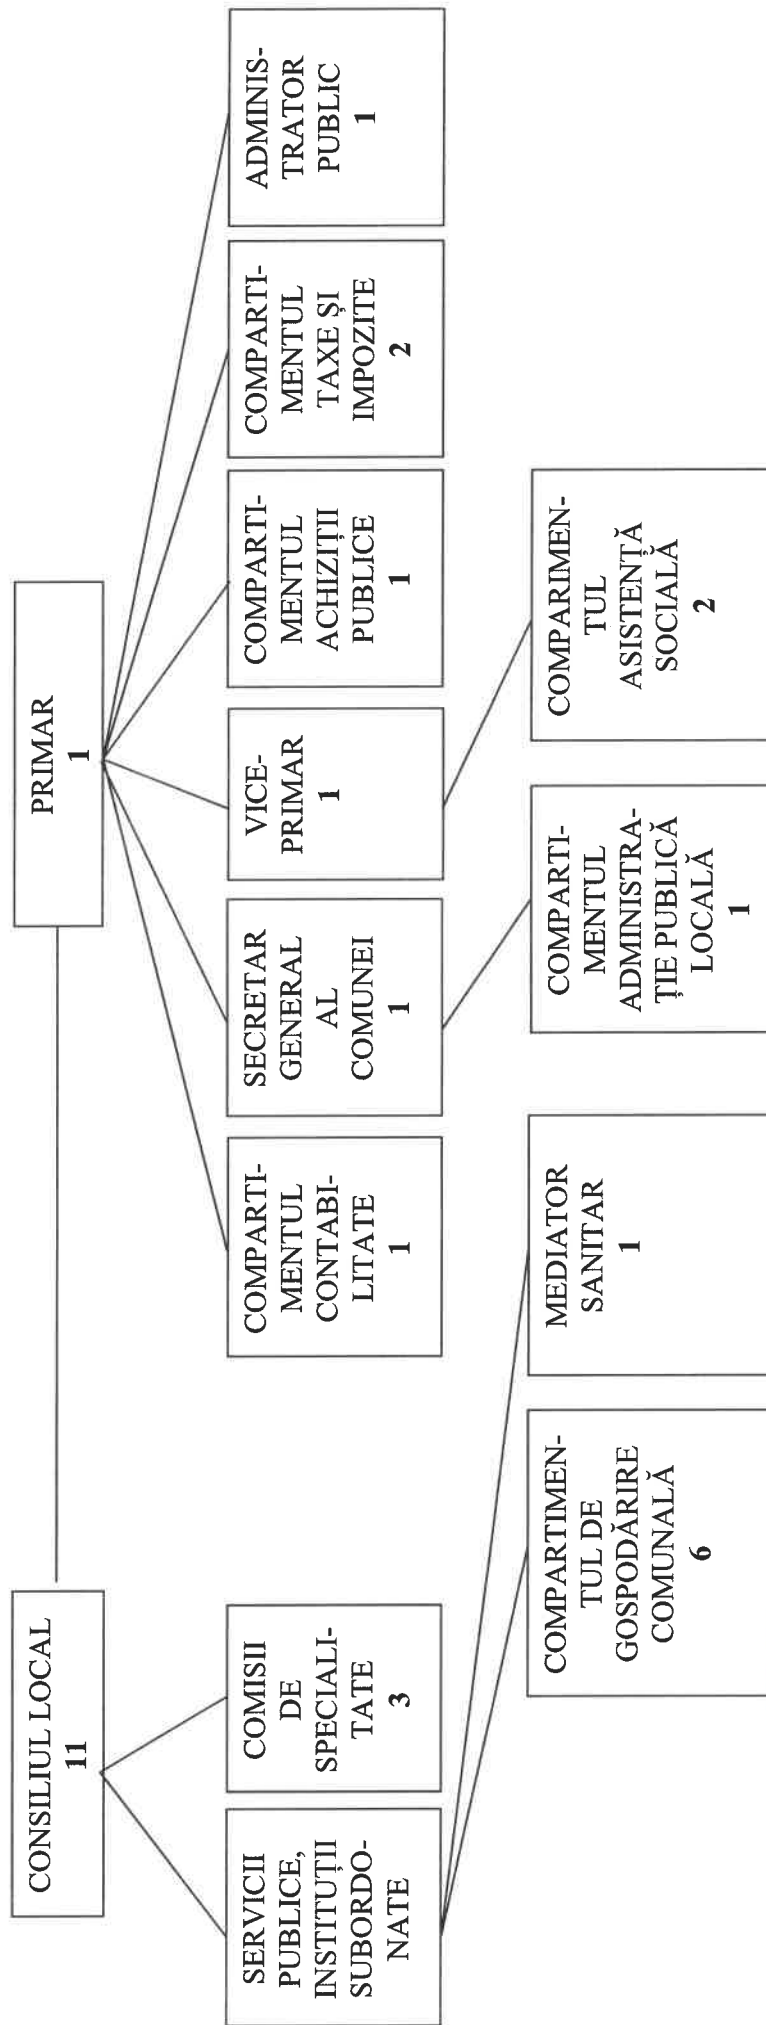 CONSILIUL LOCAL
11
PRIMAR
1
SERVICII
PUBLICE,
INSTITUȚII
SUBORDO-
NATE
COMISII
DE
SPECIALI-
TATE
3
COMPARTI-
MENTUL
CONTABI-
LITATE
1
SECRETAR
GENERAL
AL
COMUNEI
1
VICE-
PRIMAR
1
COMPARTI-
MENTUL
ACHIZIȚII
PUBLICE
1
COMPARTI-
MENTUL
TAXE ȘI
IMPOZITE
2
ADMINIS-
TRATOR
PUBLIC
1
COMPARTIMEN-
TUL DE
GOSPODĂRIRE
COMUNALĂ
6
MEDIATOR
SANITAR
1
COMPARTI-
MENTUL
ADMINISTRA-
ȚIE PUBLICĂ
LOCALĂ
1
COMPARIMEN-
TUL
ASISTENȚĂ
SOCIALĂ
2